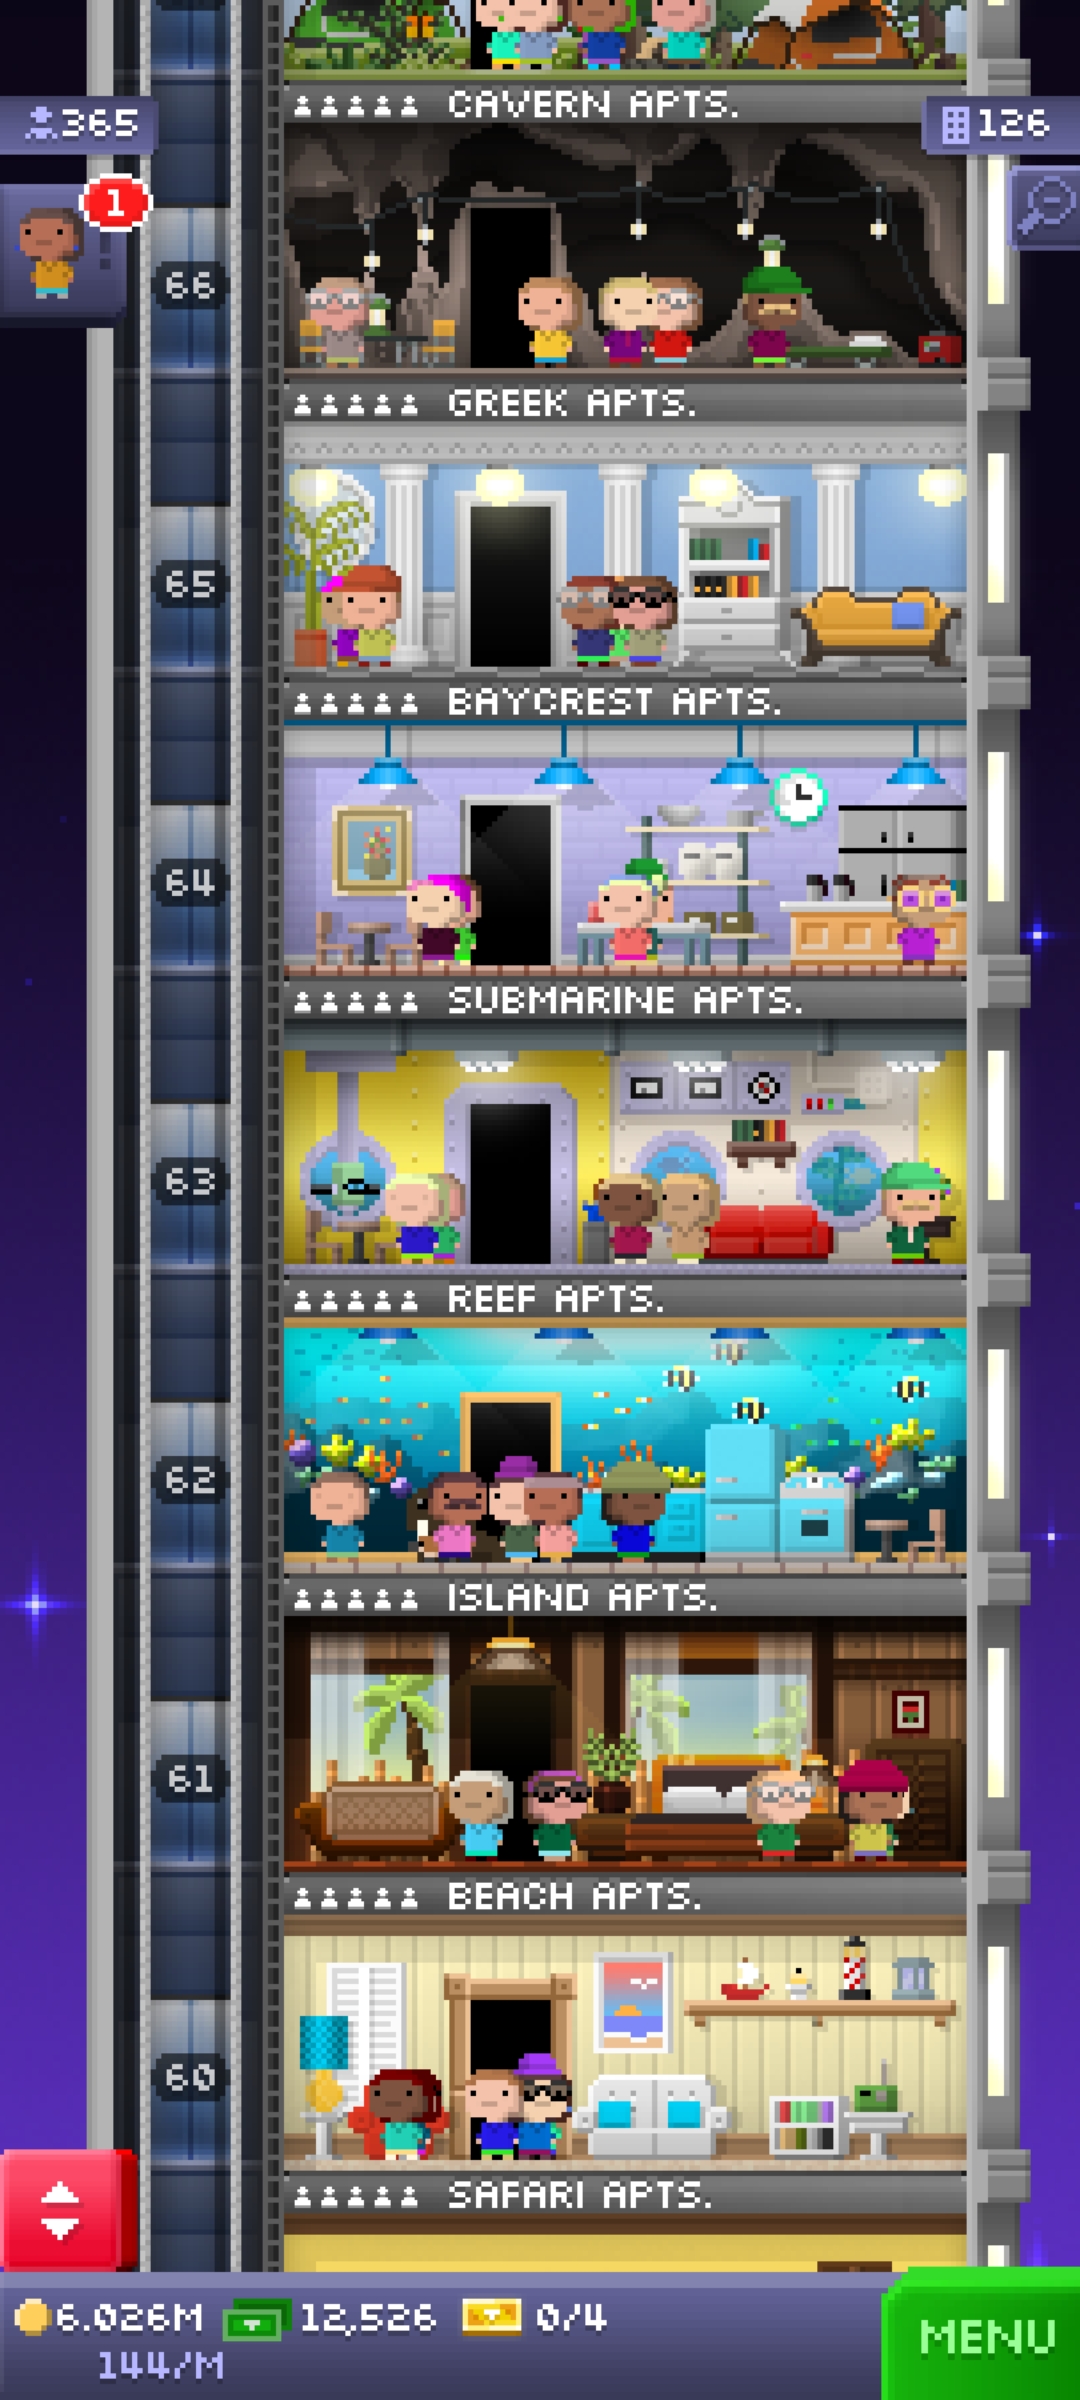 CAVERN APTS.
365
126
1
66
GREEK APTS.
65
BAYCREST APTS.
64
SUBMARINE APTS.
63
REEF APTS.
62
ISLAND APTS.
61
BEACH APTS.
60
SAFARI APTS.
6.026M 12,526 0/4
144/M
MENU